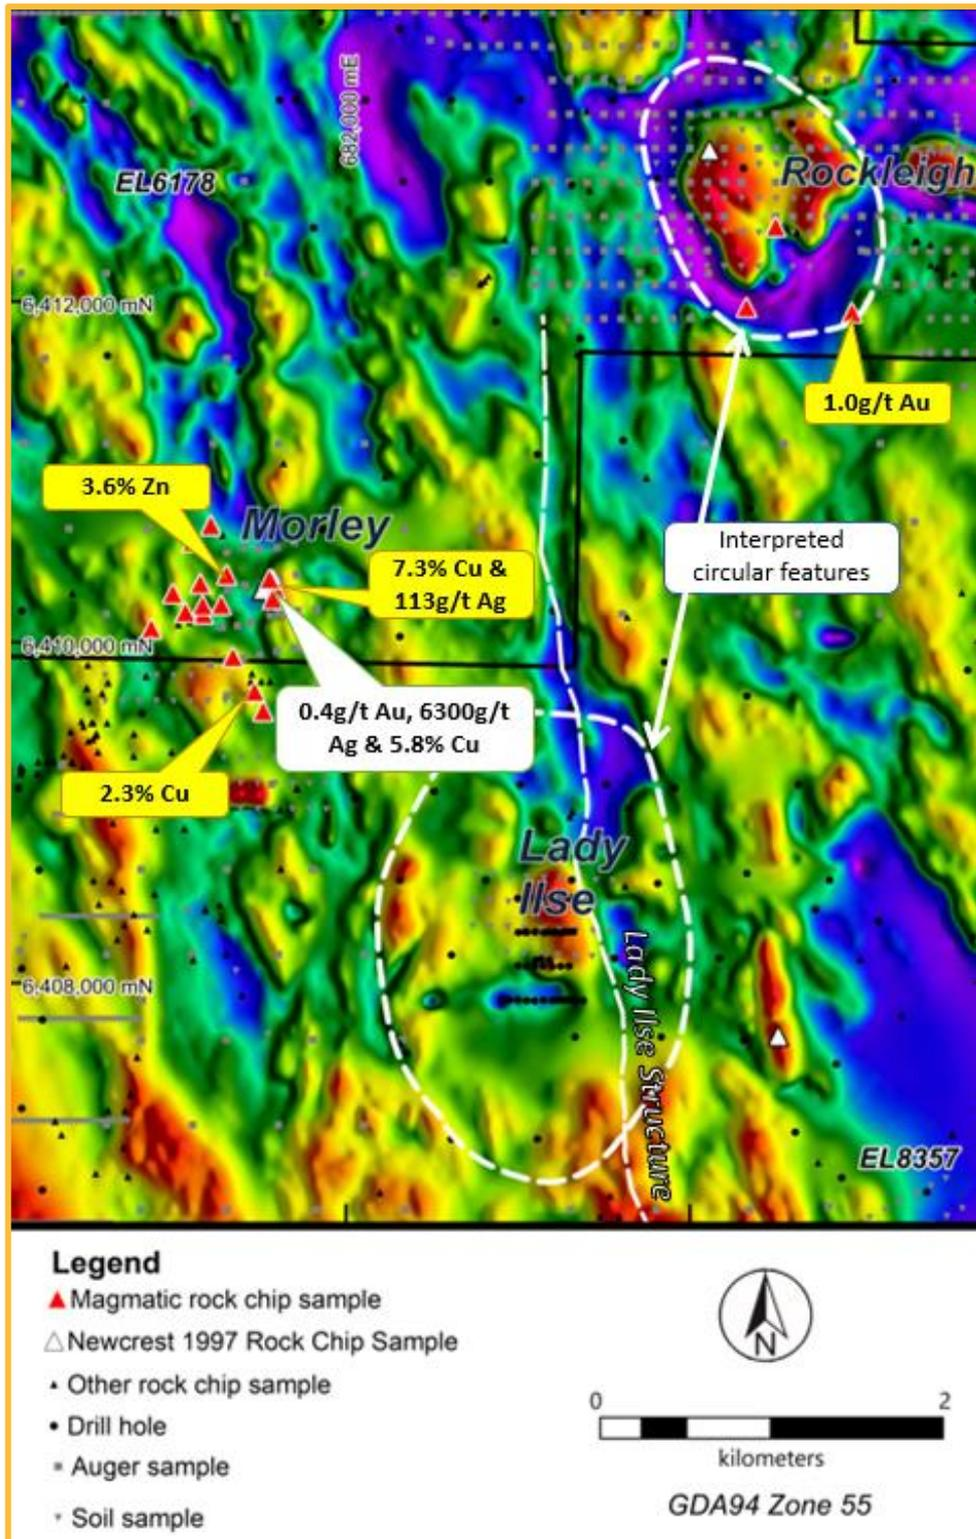 682,000 mE
EL6178
Rockleigh
6,412,000 mN
1.0g/t Au
3.6% Zn
Morley
Interpreted
circular features
7.3% Cu &
113g/t Ag
6,410,000 mN
0.4g/t Au, 6300g/t
Ag & 5.8% Cu
2.3% Cu
Lady
Ilse
Lady Ilse Structure
6,408,000 mN
EL8357
Legend
Magmatic rock chip sample
Newcrest 1997 Rock Chip Sample
Other rock chip sample
Drill hole
Auger sample
Soil sample
N
0 2
kilometers
GDA94 Zone 55